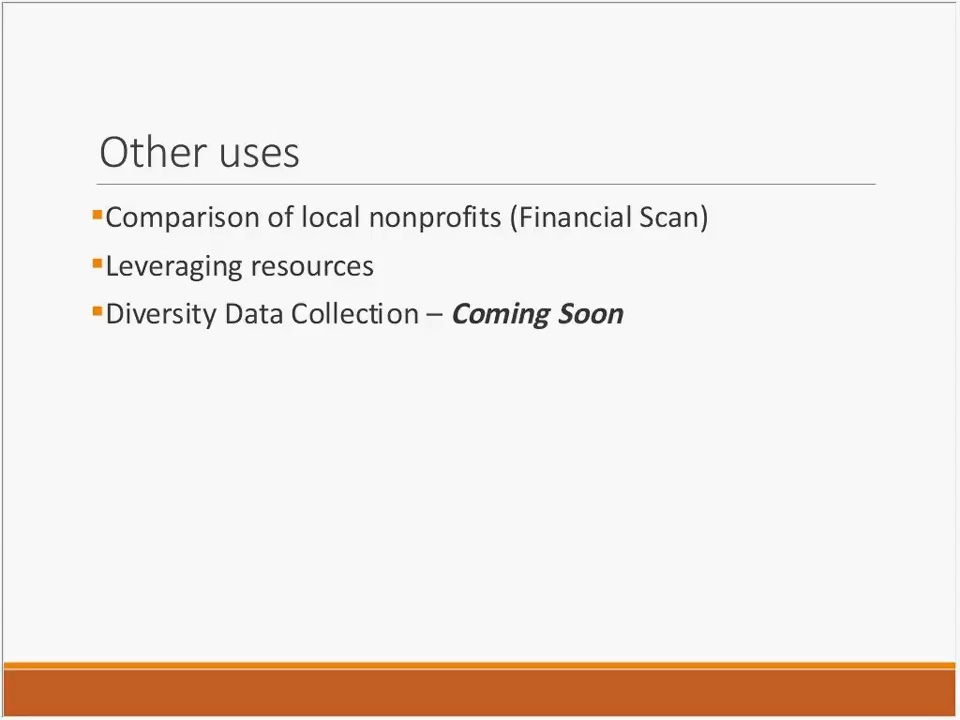 Other uses
▪Comparison of local nonprofits (Financial Scan)
▪Leveraging resources
▪Diversity Data Collection – Coming Soon